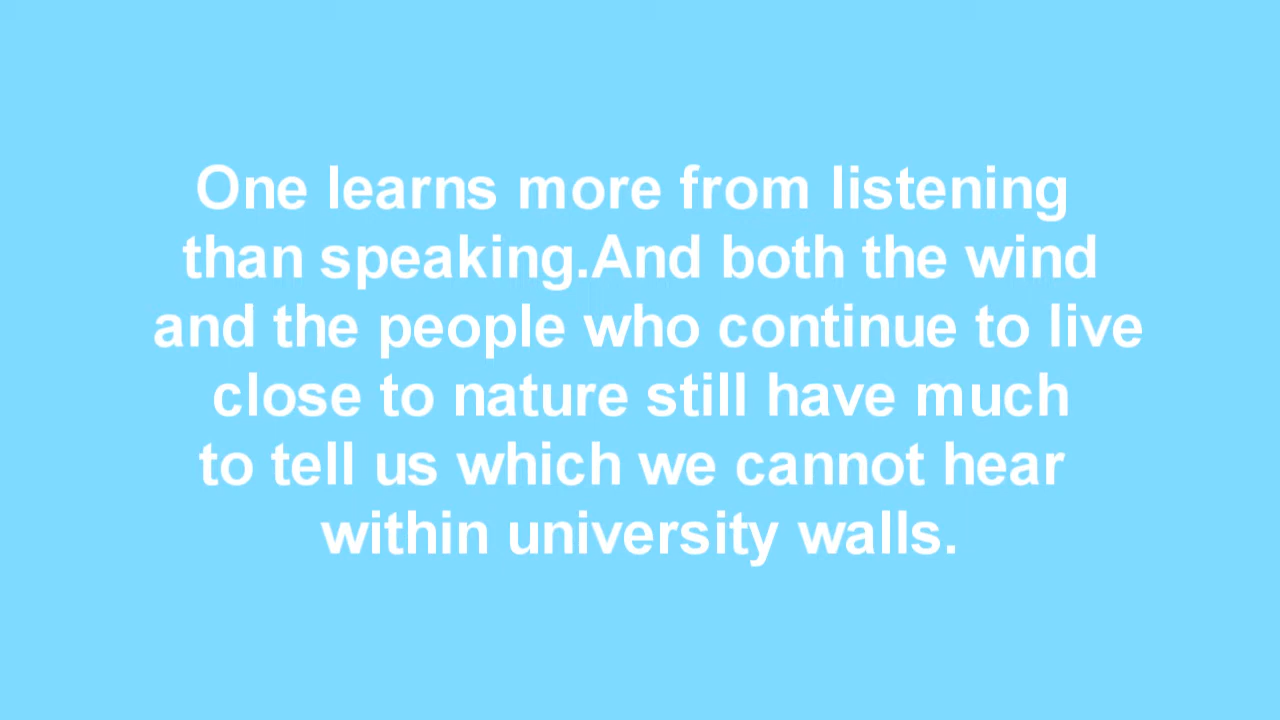 One learns more from listening
than speaking.And both the wind
and the people who continue to live
close to nature still have much
to tell us which we cannot hear
within university walls.